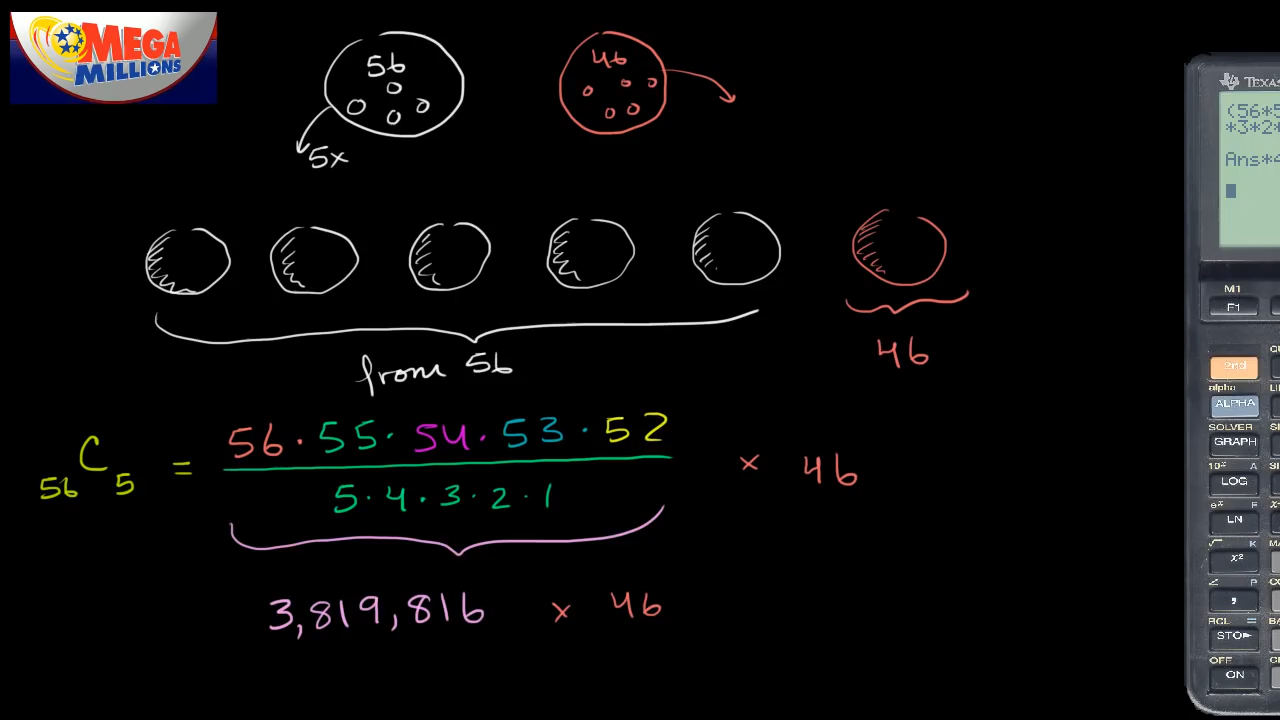 MEGA
MILLIONS
56
46
5x
from 56
46
56C5 = 56 · 55 · 54 · 53 · 52 / 5 · 4 · 3 · 2 · 1 × 46
3,819,816 × 46
TEXAS
(56*5
*3*2*
Ans*4
M1
F1
2nd
alpha
ALPHA
SOLVER
GRAPH
10ˣ A
LOG
eˣ F
LN
√ K
x²
∠ P
,
RCL =
STO▸
OFF
ON